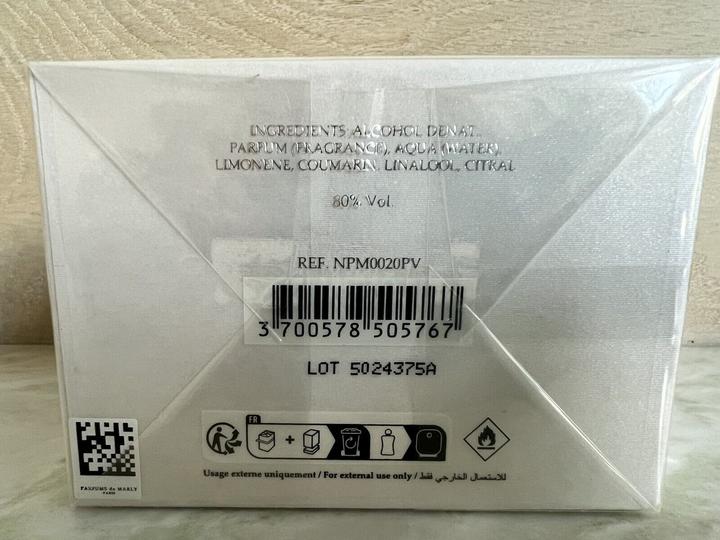 INGREDIENTS: ALCOHOL DENAT.,
PARFUM (FRAGRANCE), AQUA (WATER),
LIMONENE, COUMARIN, LINALOOL, CITRAL
80% Vol.
REF. NPM0020PV
3 700578 505767
LOT 5024375A
FR
+
Usage externe uniquement / For external use only / للاستعمال الخارجي فقط
PARFUMS de MARLY
PARIS